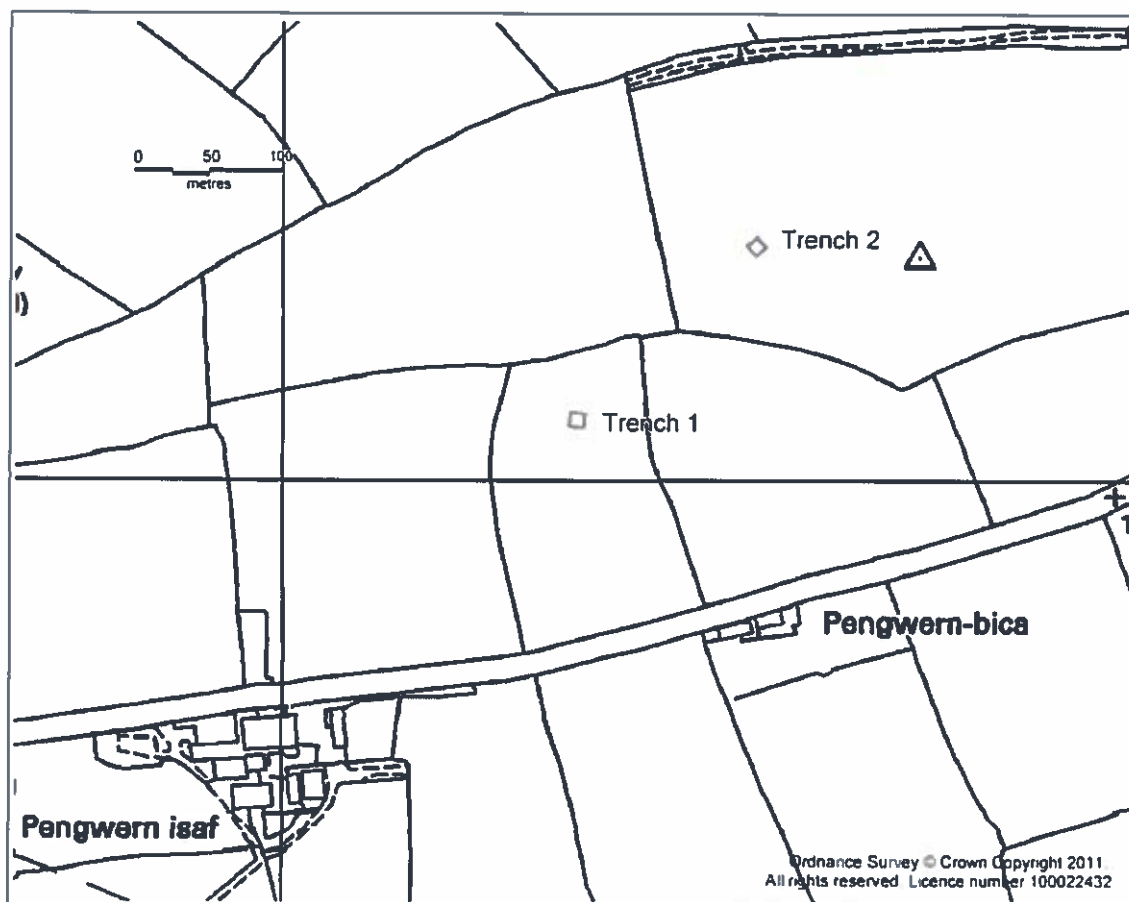 0 50 100
metres
Trench 2
Trench 1
Pengwern-bica
Pengwern isaf
Ordnance Survey © Crown Copyright 2011
All rights reserved. Licence number 100022432